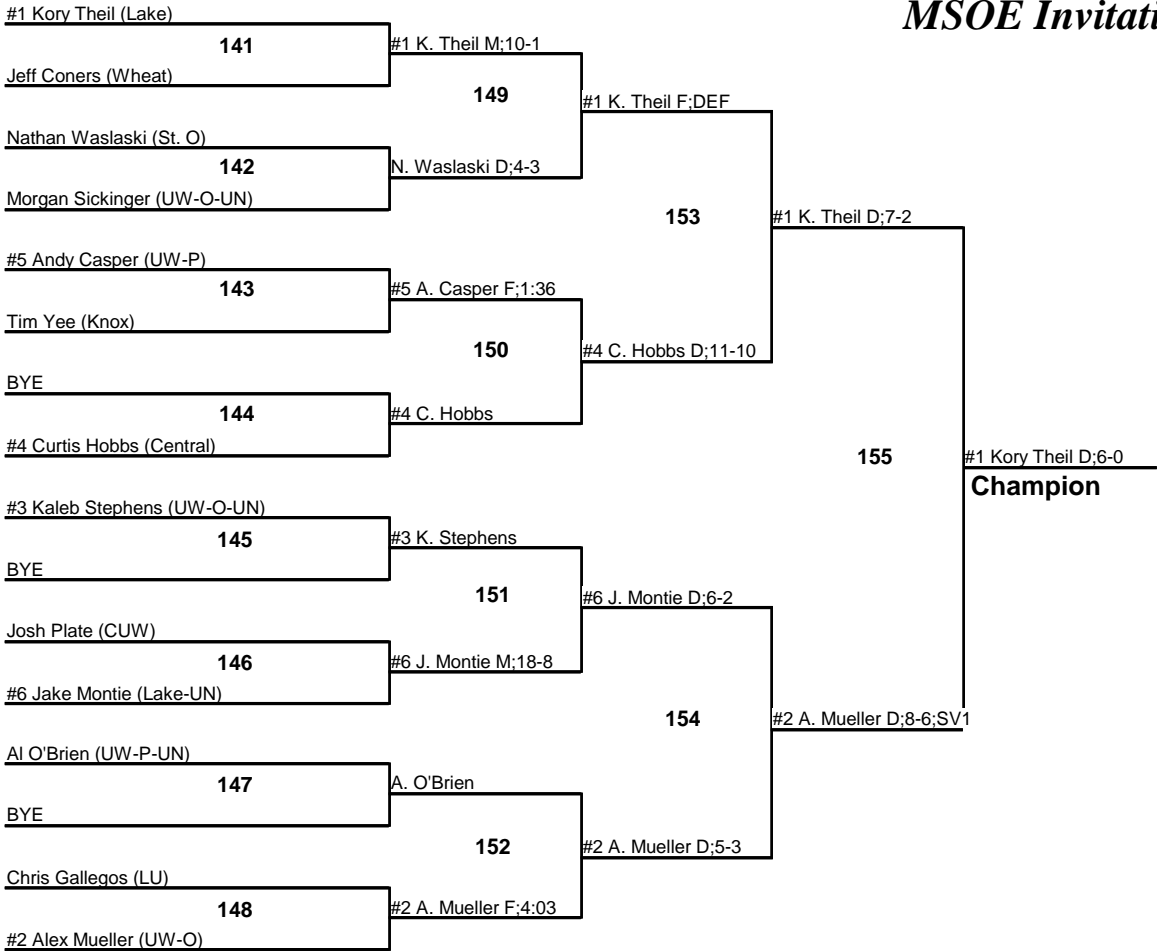 #1 Kory Theil (Lake)
MSOE Invitati
141
#1 K. Theil M;10-1
Jeff Coners (Wheat)
149
#1 K. Theil F;DEF
Nathan Waslaski (St. O)
142
N. Waslaski D;4-3
Morgan Sickinger (UW-O-UN)
153
#1 K. Theil D;7-2
#5 Andy Casper (UW-P)
143
#5 A. Casper F;1:36
Tim Yee (Knox)
150
#4 C. Hobbs D;11-10
BYE
144
#4 C. Hobbs
#4 Curtis Hobbs (Central)
155
#1 Kory Theil D;6-0
Champion
#3 Kaleb Stephens (UW-O-UN)
145
#3 K. Stephens
BYE
151
#6 J. Montie D;6-2
Josh Plate (CUW)
146
#6 J. Montie M;18-8
#6 Jake Montie (Lake-UN)
154
#2 A. Mueller D;8-6;SV1
Al O'Brien (UW-P-UN)
147
A. O'Brien
BYE
152
#2 A. Mueller D;5-3
Chris Gallegos (LU)
148
#2 A. Mueller F;4:03
#2 Alex Mueller (UW-O)